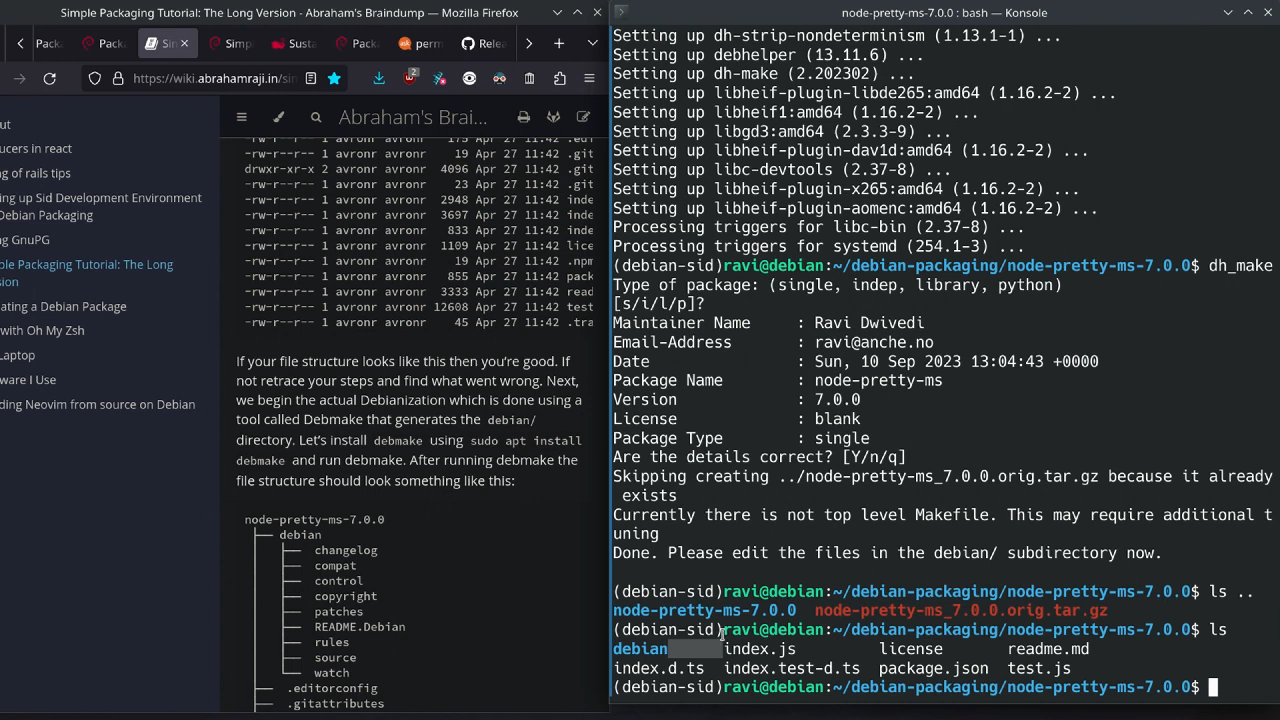 Simple Packaging Tutorial: The Long Version - Abraham's Braindump — Mozilla Firefox
Packa
Packa
Sin
Simpl
Susta
Packa
perm
Relea
https://wiki.abrahamraji.in/sim
2
ut
ucers in react
ng of rails tips
ing up Sid Development Environment
Debian Packaging
ng GnuPG
ple Packaging Tutorial: The Long
sion
ating a Debian Package
with Oh My Zsh
Laptop
ware I Use
ding Neovim from source on Debian
Abraham's Brai...
-rw-r--r-- 1 avronr avronr 175 Apr 27 11:42 .edi
-rw-r--r-- 1 avronr avronr 19 Apr 27 11:42 .git
drwxr-xr-x 2 avronr avronr 4096 Apr 27 11:42 .git
-rw-r--r-- 1 avronr avronr 23 Apr 27 11:42 .git
-rw-r--r-- 1 avronr avronr 2948 Apr 27 11:42 inde
-rw-r--r-- 1 avronr avronr 3697 Apr 27 11:42 inde
-rw-r--r-- 1 avronr avronr 833 Apr 27 11:42 inde
-rw-r--r-- 1 avronr avronr 1109 Apr 27 11:42 lice
-rw-r--r-- 1 avronr avronr 19 Apr 27 11:42 .npm
-rw-r--r-- 1 avronr avronr 855 Apr 27 11:42 pack
-rw-r--r-- 1 avronr avronr 3333 Apr 27 11:42 read
-rw-r--r-- 1 avronr avronr 12608 Apr 27 11:42 test
-rw-r--r-- 1 avronr avronr 45 Apr 27 11:42 .tra
If your file structure looks like this then you're good. If
not retrace your steps and find what went wrong. Next,
we begin the actual Debianization which is done using a
tool called Debmake that generates the debian/
directory. Let's install debmake using sudo apt install
debmake and run debmake. After running debmake the
file structure should look something like this:
node-pretty-ms-7.0.0
├── debian
│   ├── changelog
│   ├── compat
│   ├── control
│   ├── copyright
│   ├── patches
│   ├── README.Debian
│   ├── rules
│   ├── source
│   └── watch
├── .editorconfig
├── .gitattributes
node-pretty-ms-7.0.0 : bash — Konsole
Setting up dh-strip-nondeterminism (1.13.1-1) ...
Setting up debhelper (13.11.6) ...
Setting up dh-make (2.202302) ...
Setting up libheif-plugin-libde265:amd64 (1.16.2-2) ...
Setting up libheif1:amd64 (1.16.2-2) ...
Setting up libgd3:amd64 (2.3.3-9) ...
Setting up libheif-plugin-dav1d:amd64 (1.16.2-2) ...
Setting up libc-devtools (2.37-8) ...
Setting up libheif-plugin-x265:amd64 (1.16.2-2) ...
Setting up libheif-plugin-aomenc:amd64 (1.16.2-2) ...
Processing triggers for libc-bin (2.37-8) ...
Processing triggers for systemd (254.1-3) ...
(debian-sid)ravi@debian:~/debian-packaging/node-pretty-ms-7.0.0$ dh_make
Type of package: (single, indep, library, python)
[s/i/l/p]?
Maintainer Name     : Ravi Dwivedi
Email-Address       : ravi@anche.no
Date                : Sun, 10 Sep 2023 13:04:43 +0000
Package Name        : node-pretty-ms
Version             : 7.0.0
License             : blank
Package Type        : single
Are the details correct? [Y/n/q]
Skipping creating ../node-pretty-ms_7.0.0.orig.tar.gz because it already
 exists
Currently there is not top level Makefile. This may require additional t
uning
Done. Please edit the files in the debian/ subdirectory now.
(debian-sid)ravi@debian:~/debian-packaging/node-pretty-ms-7.0.0$ ls ..
node-pretty-ms-7.0.0  node-pretty-ms_7.0.0.orig.tar.gz
(debian-sid)ravi@debian:~/debian-packaging/node-pretty-ms-7.0.0$ ls
debian      index.js         license       readme.md
index.d.ts  index.test-d.ts  package.json  test.js
(debian-sid)ravi@debian:~/debian-packaging/node-pretty-ms-7.0.0$